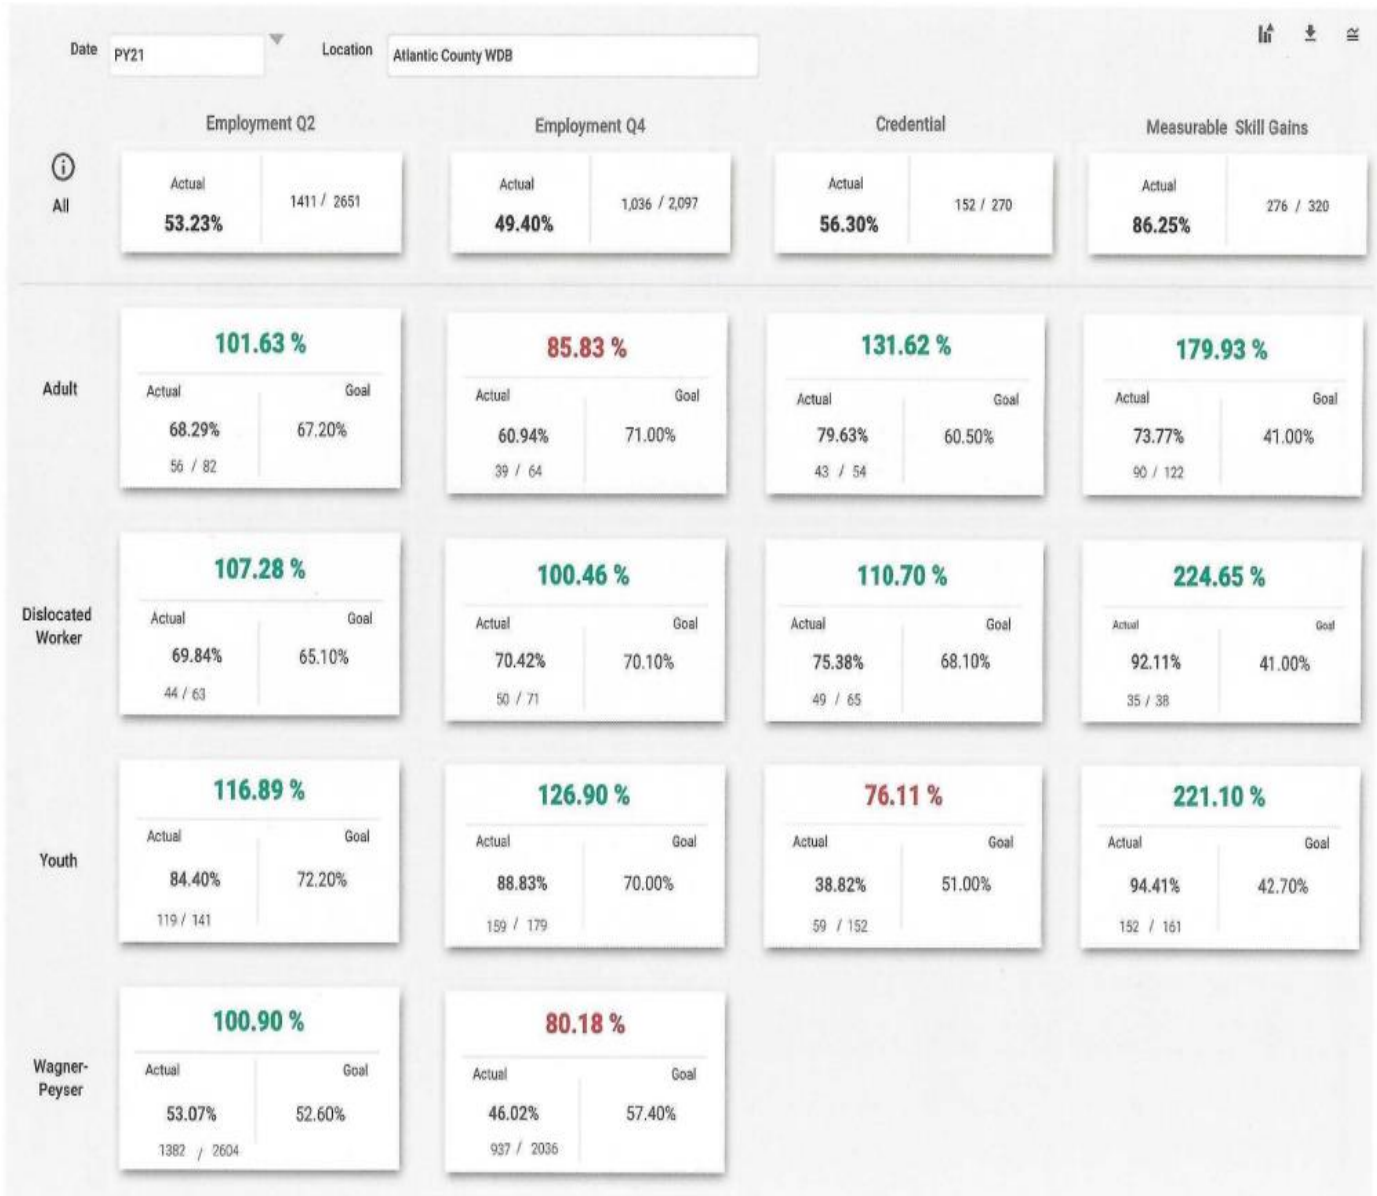 Date PY21 Location Atlantic County WDB
Employment Q2 Employment Q4 Credential Measurable Skill Gains
All
Actual 53.23% 1411 / 2651
Actual 49.40% 1,036 / 2,097
Actual 56.30% 152 / 270
Actual 86.25% 276 / 320
Adult
101.63 %
Actual Goal
68.29% 67.20%
56 / 82
85.83 %
Actual Goal
60.94% 71.00%
39 / 64
131.62 %
Actual Goal
79.63% 60.50%
43 / 54
179.93 %
Actual Goal
73.77% 41.00%
90 / 122
Dislocated
Worker
107.28 %
Actual Goal
69.84% 65.10%
44 / 63
100.46 %
Actual Goal
70.42% 70.10%
50 / 71
110.70 %
Actual Goal
75.38% 68.10%
49 / 65
224.65 %
Actual Goal
92.11% 41.00%
35 / 38
Youth
116.89 %
Actual Goal
84.40% 72.20%
119 / 141
126.90 %
Actual Goal
88.83% 70.00%
159 / 179
76.11 %
Actual Goal
38.82% 51.00%
59 / 152
221.10 %
Actual Goal
94.41% 42.70%
152 / 161
Wagner-
Peyser
100.90 %
Actual Goal
53.07% 52.60%
1382 / 2604
80.18 %
Actual Goal
46.02% 57.40%
937 / 2036